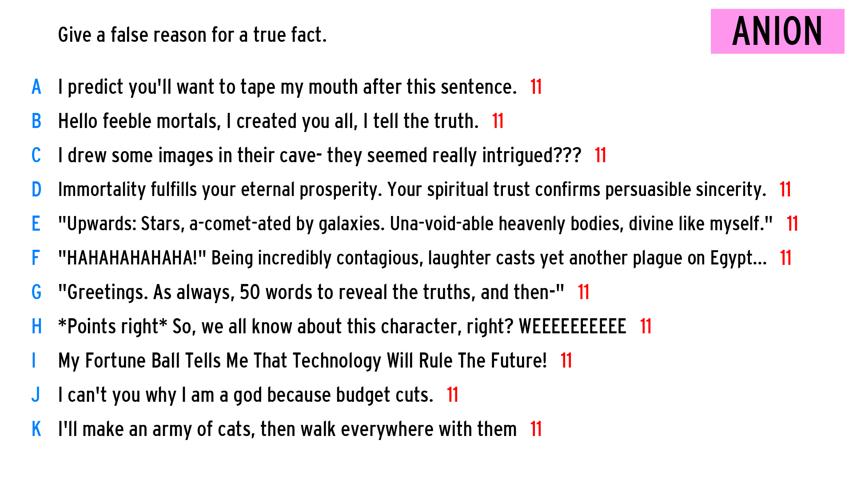 Give a false reason for a true fact.
ANION
A I predict you'll want to tape my mouth after this sentence. 11
B Hello feeble mortals, I created you all, I tell the truth. 11
C I drew some images in their cave- they seemed really intrigued??? 11
D Immortality fulfills your eternal prosperity. Your spiritual trust confirms persuasible sincerity. 11
E "Upwards: Stars, a-comet-ated by galaxies. Una-void-able heavenly bodies, divine like myself." 11
F "HAHAHAHAHAHA!" Being incredibly contagious, laughter casts yet another plague on Egypt... 11
G "Greetings. As always, 50 words to reveal the truths, and then-" 11
H *Points right* So, we all know about this character, right? WEEEEEEEEEE 11
I My Fortune Ball Tells Me That Technology Will Rule The Future! 11
J I can't you why I am a god because budget cuts. 11
K I'll make an army of cats, then walk everywhere with them 11